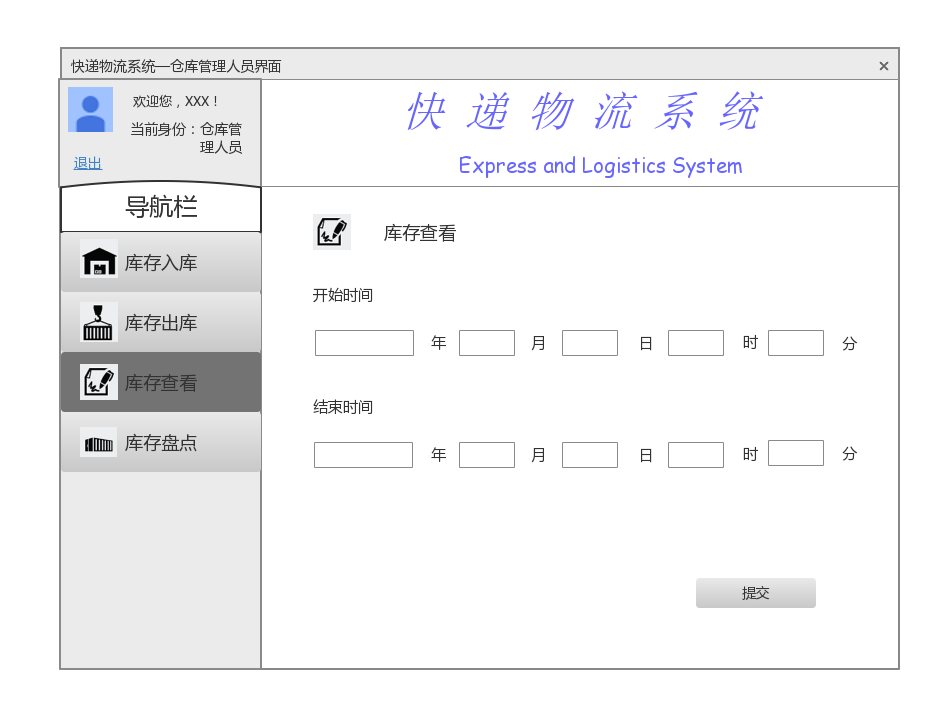 快递物流系统—仓库管理人员界面 ×
欢迎您，XXX！
当前身份：仓库管
理人员
退出
快 递 物 流 系 统
Express and Logistics System
导航栏
库存入库
库存出库
库存查看
库存盘点
库存查看
开始时间
年 月 日 时 分
结束时间
年 月 日 时 分
提交